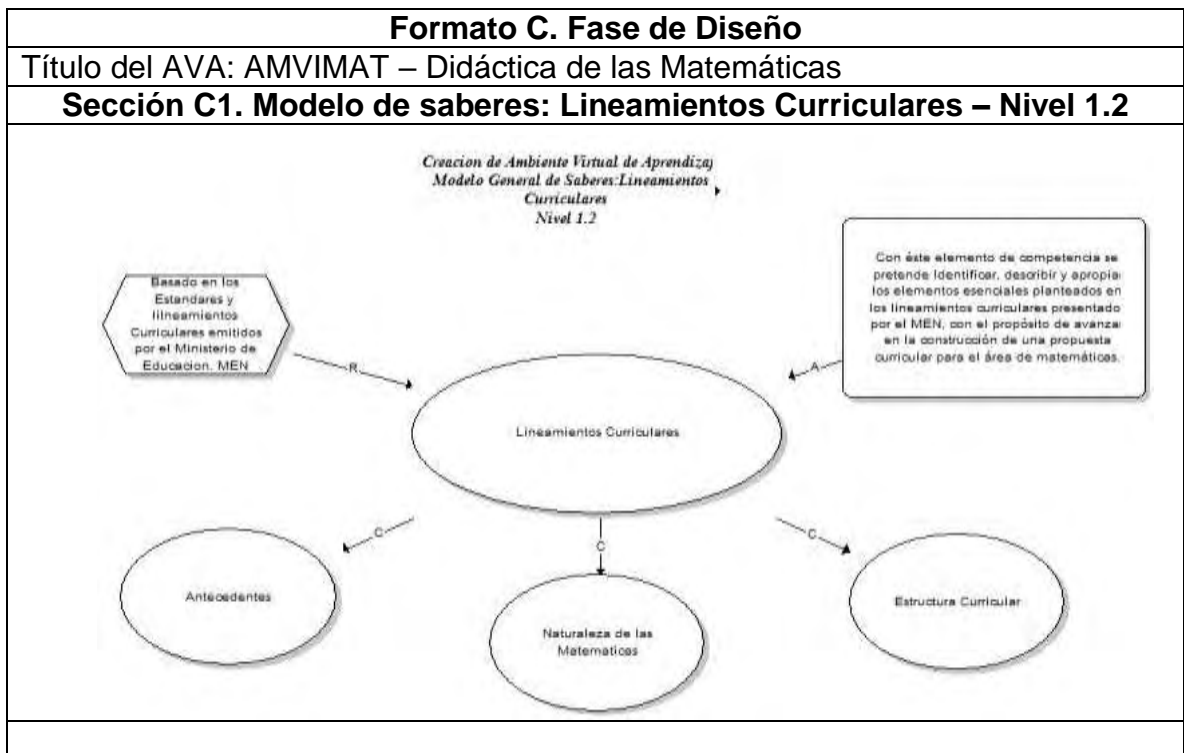 Formato C. Fase de Diseño
Título del AVA: AMVIMAT – Didáctica de las Matemáticas
Sección C1. Modelo de saberes: Lineamientos Curriculares – Nivel 1.2
Creacion de Ambiente Virtual de Aprendizaj
Modelo General de Saberes:Lineamientos
Curriculares
Nivel 1.2
Basado en los
Estandares y
lilneamientos
Curriculares emitidos
por el Ministerio de
Educacion. MEN
Con éste elemento de competencia se
pretende Identificar, describir y apropiar
los elementos esenciales planteados en
los lineamientos curriculares presentado
por el MEN, con el propósito de avanzar
en la construcción de una propuesta
curricular para el área de matemáticas.
R
A
Lineamientos Curriculares
C
C
C
Antecedentes
Naturaleza de las
Matematicas
Estructura Curricular